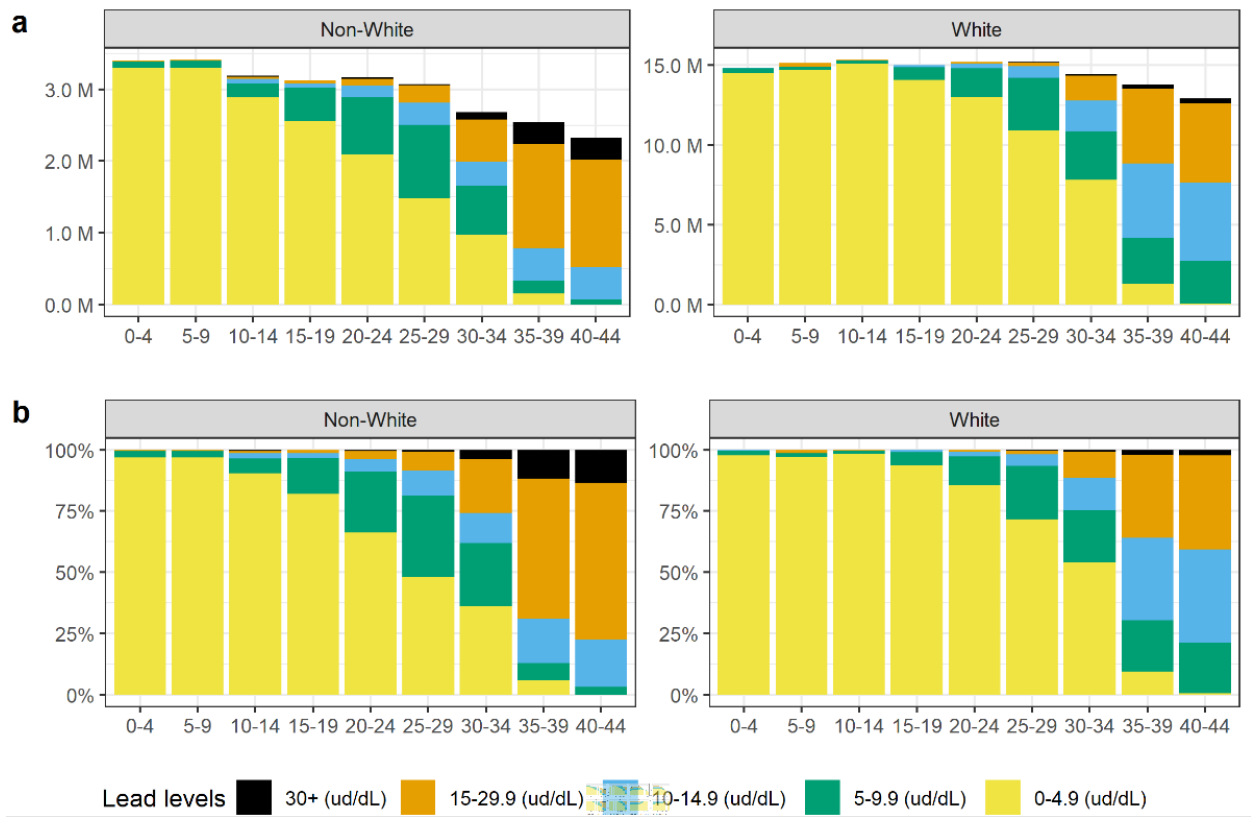 a
Non-White
White
3.0 M
2.0 M
1.0 M
0.0 M
0-4 5-9 10-14 15-19 20-24 25-29 30-34 35-39 40-44
15.0 M
10.0 M
5.0 M
0.0 M
0-4 5-9 10-14 15-19 20-24 25-29 30-34 35-39 40-44
b
Non-White
White
100%
75%
50%
25%
0%
0-4 5-9 10-14 15-19 20-24 25-29 30-34 35-39 40-44
100%
75%
50%
25%
0%
0-4 5-9 10-14 15-19 20-24 25-29 30-34 35-39 40-44
Lead levels 30+ (ud/dL) 15-29.9 (ud/dL) 10-14.9 (ud/dL) 5-9.9 (ud/dL) 0-4.9 (ud/dL)